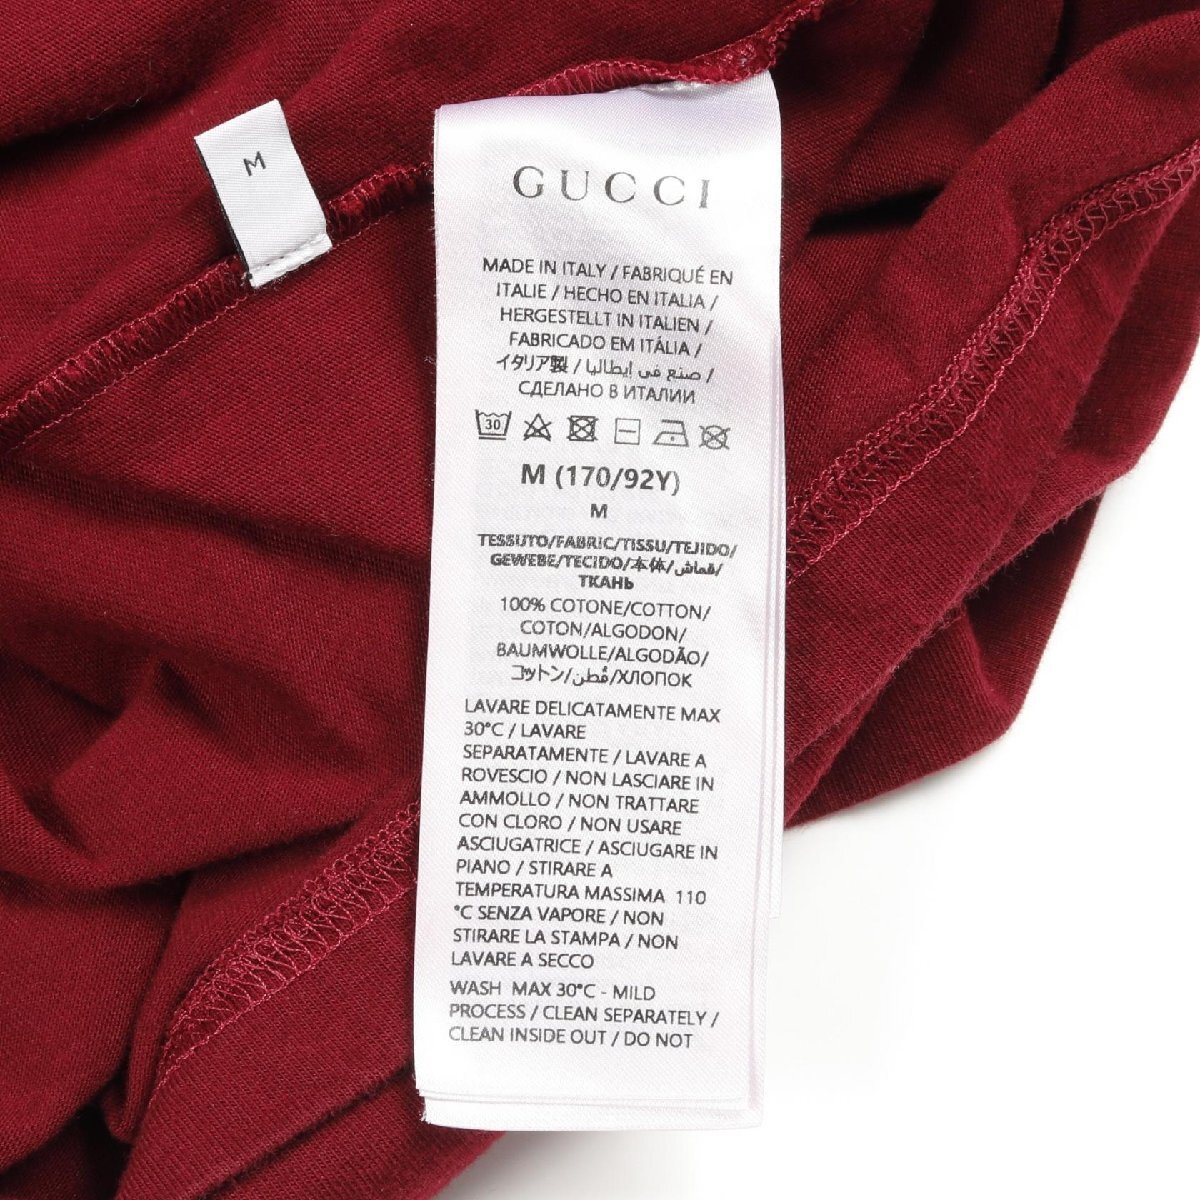 M
GUCCI
MADE IN ITALY / FABRIQUÉ EN
ITALIE / HECHO EN ITALIA /
HERGESTELLT IN ITALIEN /
FABRICADO EM ITÁLIA /
イタリア製 / صنع في إيطاليا /
СДЕЛАНО В ИТАЛИИ
30
M (170/92Y)
M
TESSUTO/FABRIC/TISSU/TEJIDO/
GEWEBE/TECIDO/本体/قماش/
ТКАНЬ
100% COTONE/COTTON/
COTON/ALGODON/
BAUMWOLLE/ALGODÃO/
コットン/قُطن/ХЛОПОК
LAVARE DELICATAMENTE MAX
30°C / LAVARE
SEPARATAMENTE / LAVARE A
ROVESCIO / NON LASCIARE IN
AMMOLLO / NON TRATTARE
CON CLORO / NON USARE
ASCIUGATRICE / ASCIUGARE IN
PIANO / STIRARE A
TEMPERATURA MASSIMA 110
°C SENZA VAPORE / NON
STIRARE LA STAMPA / NON
LAVARE A SECCO
WASH MAX 30°C - MILD
PROCESS / CLEAN SEPARATELY /
CLEAN INSIDE OUT / DO NOT